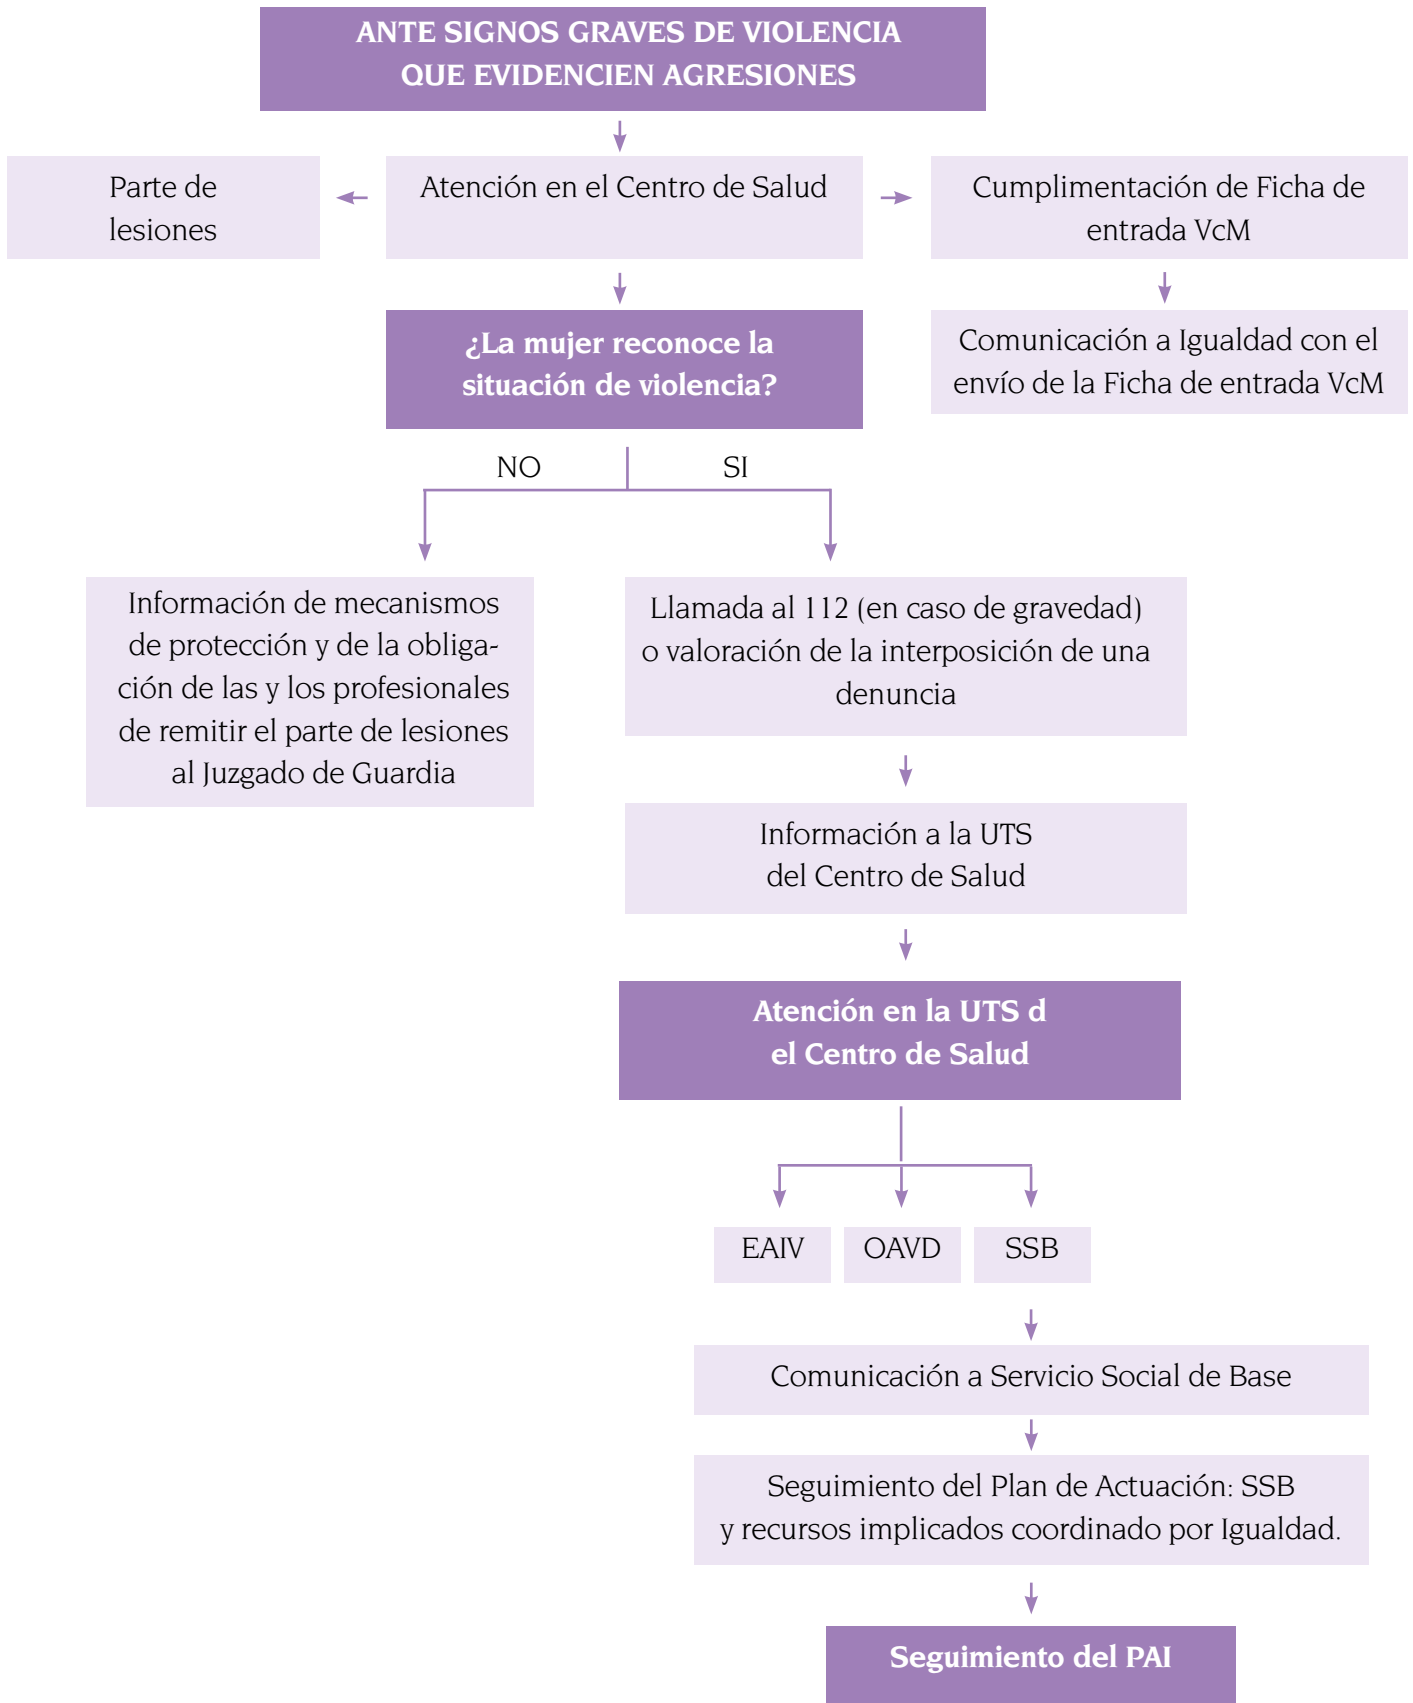 ANTE SIGNOS GRAVES DE VIOLENCIA
QUE EVIDENCIEN AGRESIONES
Parte de
lesiones
Atención en el Centro de Salud
Cumplimentación de Ficha de
entrada VcM
¿La mujer reconoce la
situación de violencia?
Comunicación a Igualdad con el
envío de la Ficha de entrada VcM
NO
SI
Información de mecanismos
de protección y de la obliga-
ción de las y los profesionales
de remitir el parte de lesiones
al Juzgado de Guardia
Llamada al 112 (en caso de gravedad)
o valoración de la interposición de una
denuncia
Información a la UTS
del Centro de Salud
Atención en la UTS d
el Centro de Salud
EAIV
OAVD
SSB
Comunicación a Servicio Social de Base
Seguimiento del Plan de Actuación: SSB
y recursos implicados coordinado por Igualdad.
Seguimiento del PAI